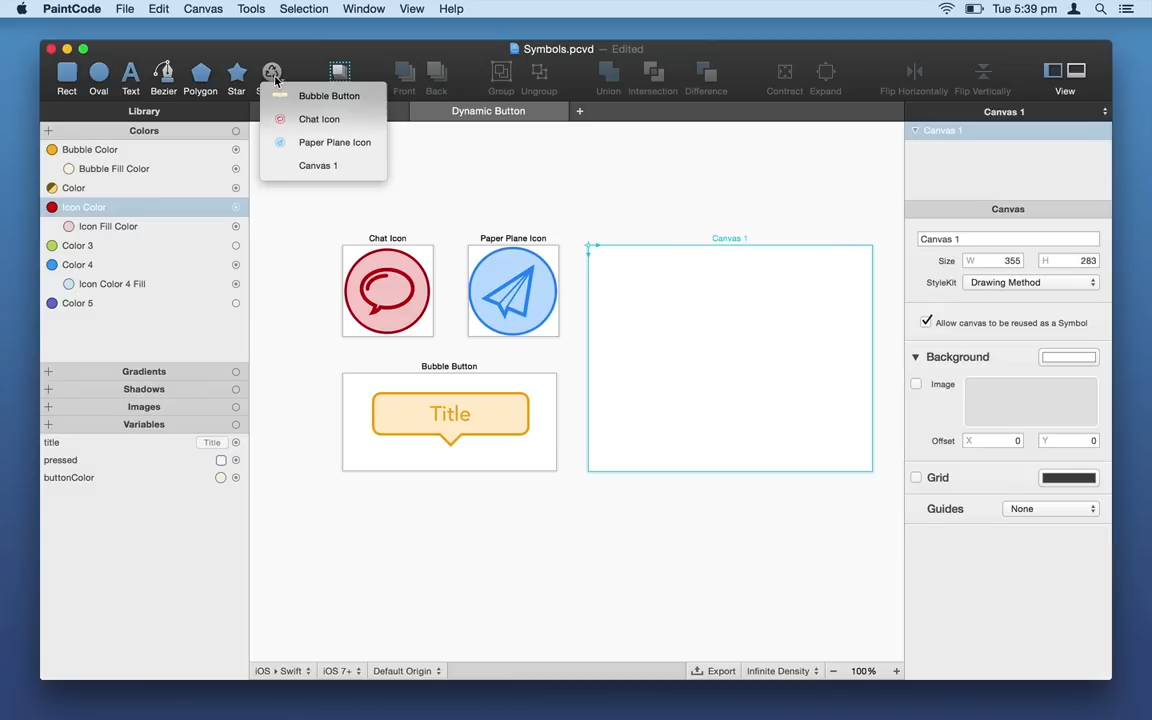 PaintCode File Edit Canvas Tools Selection Window View Help Tue 5:39 pm
Symbols.pcvd — Edited
Rect Oval Text Bezier Polygon Star Front Back Group Ungroup Union Intersection Difference Contract Expand Flip Horizontally Flip Vertically View
Library
Dynamic Button
+
Canvas 1
Bubble Button
Chat Icon
Paper Plane Icon
Canvas 1
Colors
Bubble Color
Bubble Fill Color
Color
Icon Color
Icon Fill Color
Color 3
Color 4
Icon Color 4 Fill
Color 5
Gradients
Shadows
Images
Variables
title Title
pressed
buttonColor
Chat Icon
Paper Plane Icon
Canvas 1
Bubble Button
Title
Canvas 1
Canvas
Canvas 1
Size W 355 H 283
StyleKit Drawing Method
Allow canvas to be reused as a Symbol
Background
Image
Offset X 0 Y 0
Grid
Guides None
iOS ▸ Swift iOS 7+ Default Origin Export Infinite Density − 100% +